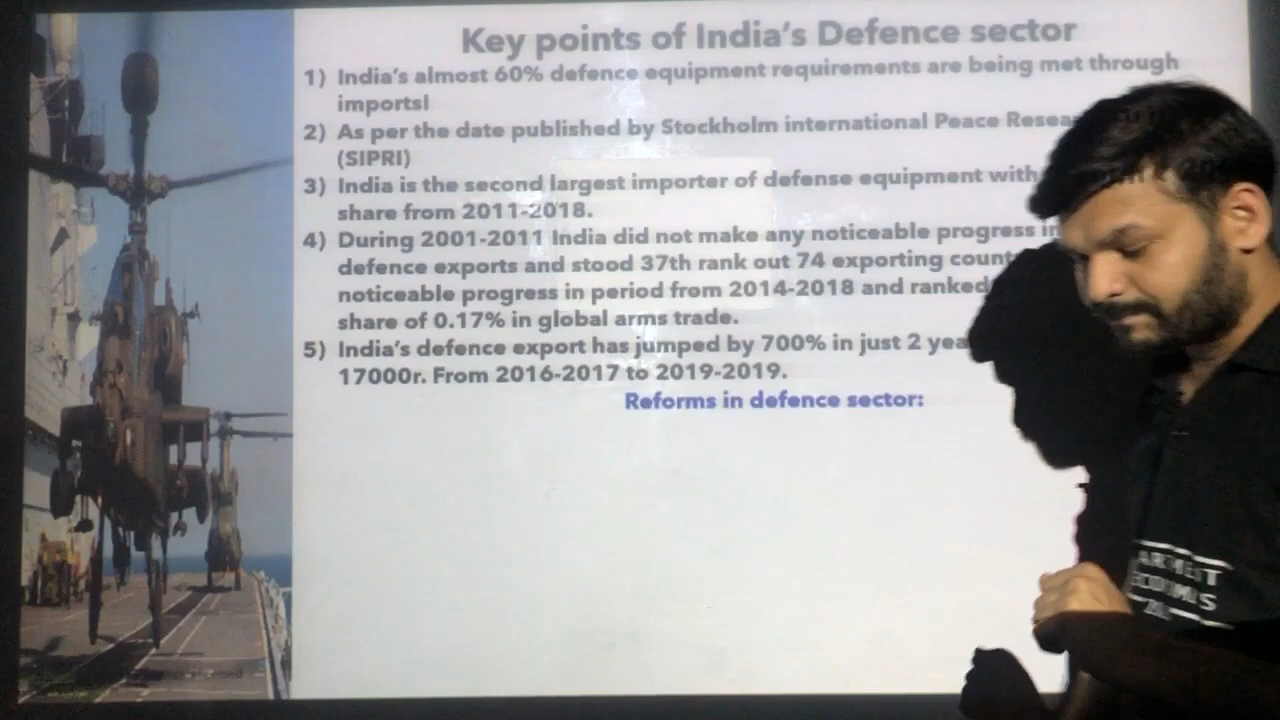 Key points of India's Defence sector
1) India's almost 60% defence equipment requirements are being met through
imports!
2) As per the date published by Stockholm international Peace
(SIPRI)
3) India is the second largest importer of defense equipment with
share from 2011-2018.
4) During 2001-2011 India did not make any noticeable progress in
defence exports and stood 37th rank out 74 exporting
noticeable progress in period from 2014-2018 and ranked
share of 0.17% in global arms trade.
5) India's defence export has jumped by 700% in just 2
17000r. From 2016-2017 to 2019-2019.
Reforms in defence sector: